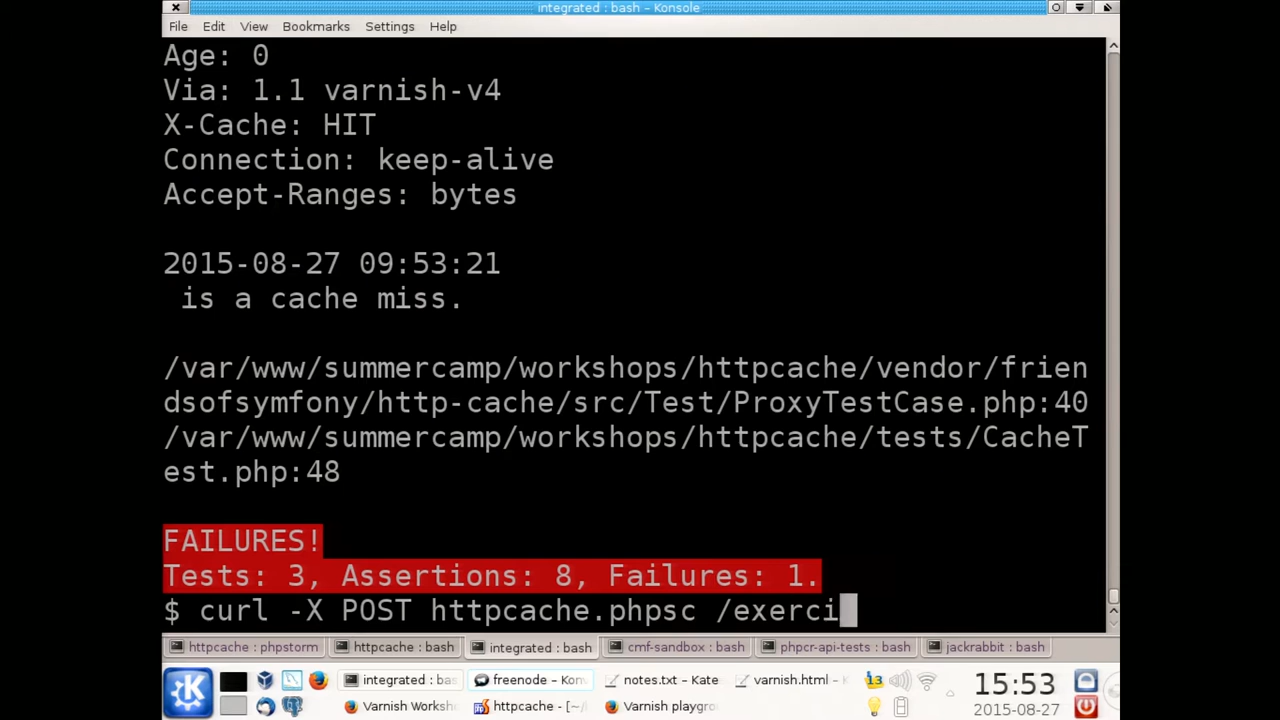 integrated : bash – Konsole
File Edit View Bookmarks Settings Help
Age: 0
Via: 1.1 varnish-v4
X-Cache: HIT
Connection: keep-alive
Accept-Ranges: bytes
2015-08-27 09:53:21
is a cache miss.
/var/www/summercamp/workshops/httpcache/vendor/frien
dsofsymfony/http-cache/src/Test/ProxyTestCase.php:40
/var/www/summercamp/workshops/httpcache/tests/CacheT
est.php:48
FAILURES!
Tests: 3, Assertions: 8, Failures: 1.
$ curl -X POST httpcache.phpsc /exerci
httpcache : phpstorm httpcache : bash integrated : bash cmf-sandbox : bash phpcr-api-tests : bash jackrabbit : bash
integrated : bas freenode – Kon notes.txt – Kate varnish.html – 13 15:53
Varnish Worksh httpcache - [~/ Varnish playgro 2015-08-27